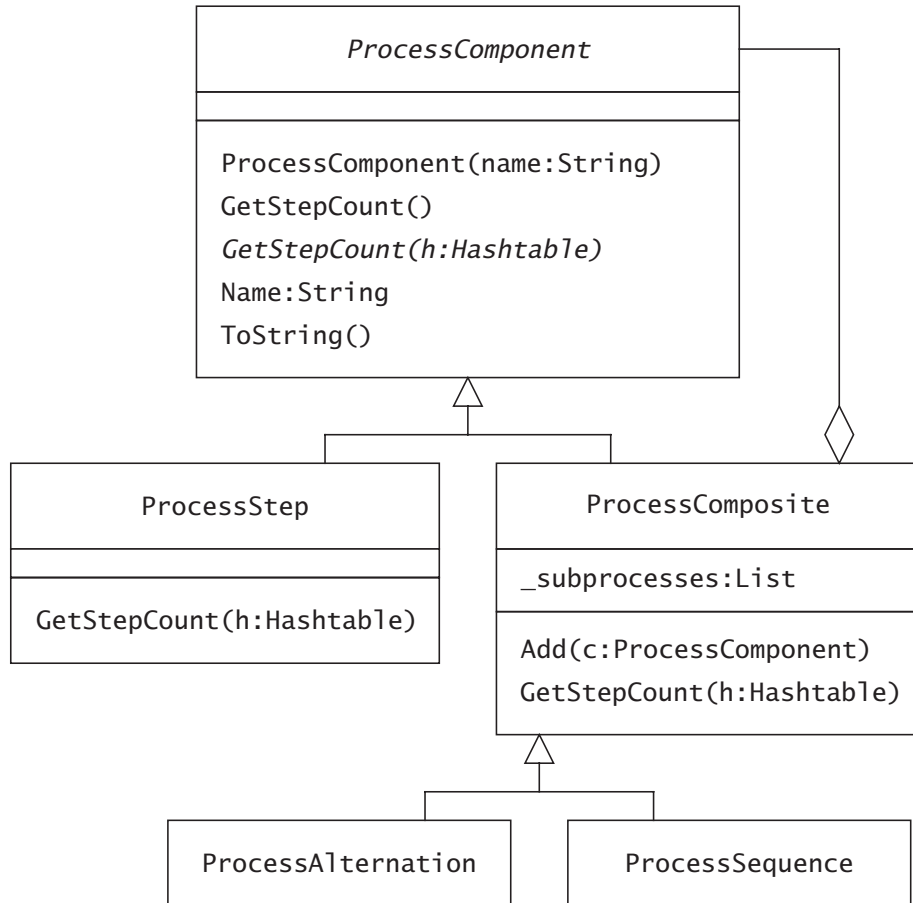 ProcessComponent
ProcessComponent(name:String)
GetStepCount()
GetStepCount(h:Hashtable)
Name:String
ToString()
ProcessStep
GetStepCount(h:Hashtable)
ProcessComposite
_subprocesses:List
Add(c:ProcessComponent)
GetStepCount(h:Hashtable)
ProcessAlternation
ProcessSequence